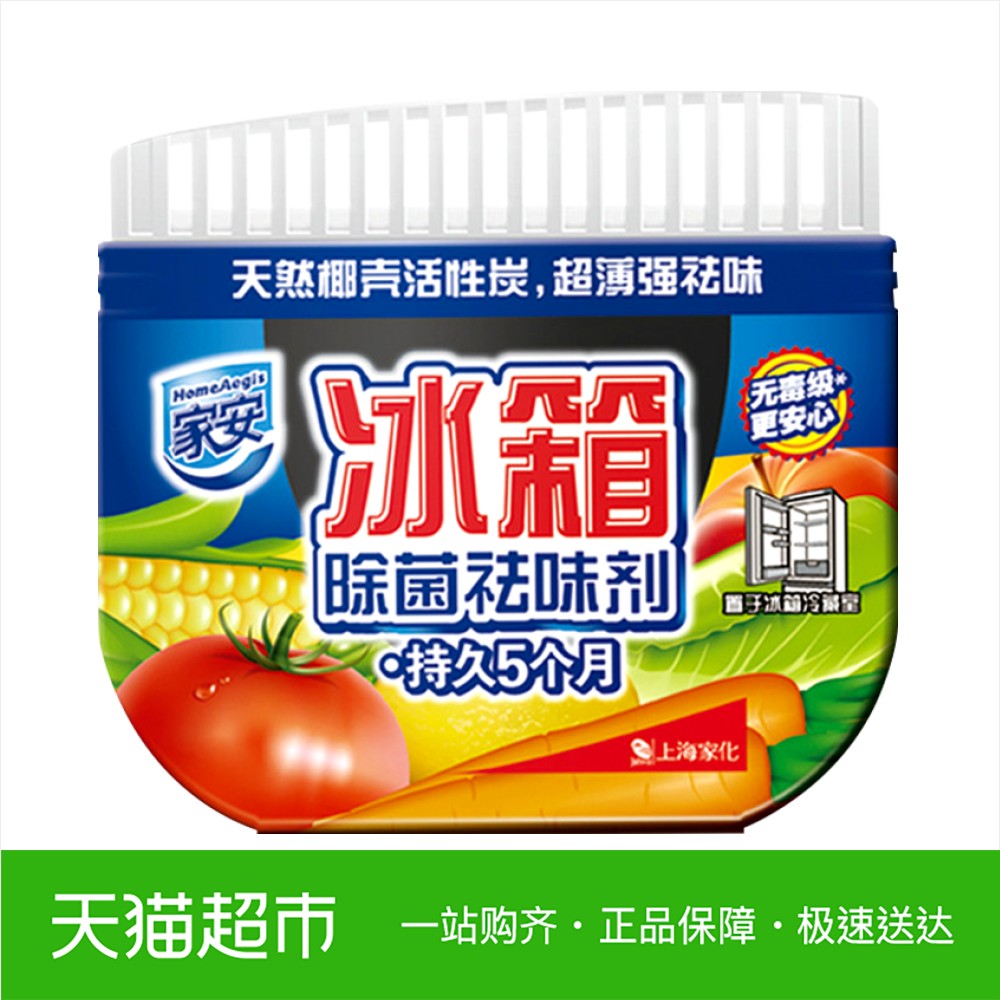 天然椰壳活性炭,超薄强祛味
HomeAegis
家安
冰箱
除菌祛味剂
·持久5个月
无毒级*
更安心
置于冰箱冷藏室
上海家化
天猫超市
一站购齐·正品保障·极速送达